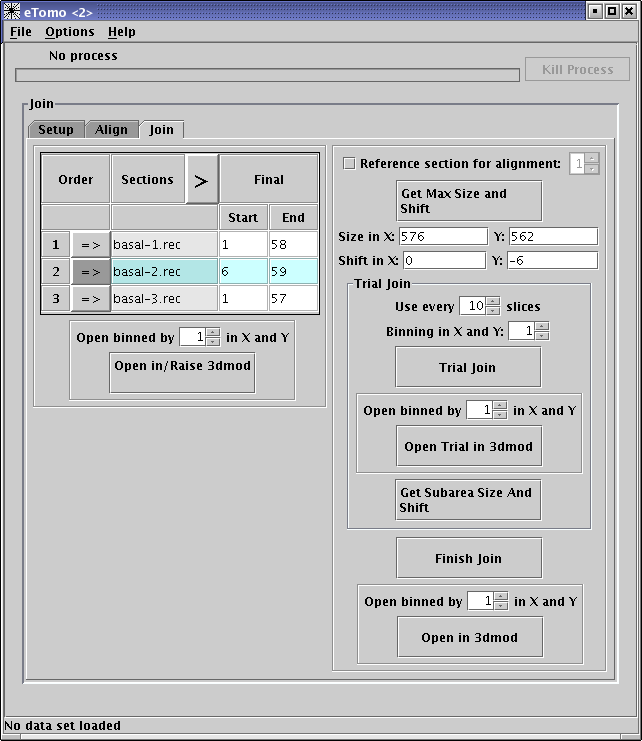 eTomo <2>
File Options Help
No process
Kill Process
Join
Setup Align Join
Order Sections > Final
Start End
1 => basal-1.rec 1 58
2 => basal-2.rec 6 59
3 => basal-3.rec 1 57
Open binned by 1 in X and Y
Open in/Raise 3dmod
Reference section for alignment: 1
Get Max Size and
Shift
Size in X: 576 Y: 562
Shift in X: 0 Y: -6
Trial Join
Use every 10 slices
Binning in X and Y: 1
Trial Join
Open binned by 1 in X and Y
Open Trial in 3dmod
Get Subarea Size And
Shift
Finish Join
Open binned by 1 in X and Y
Open in 3dmod
No data set loaded